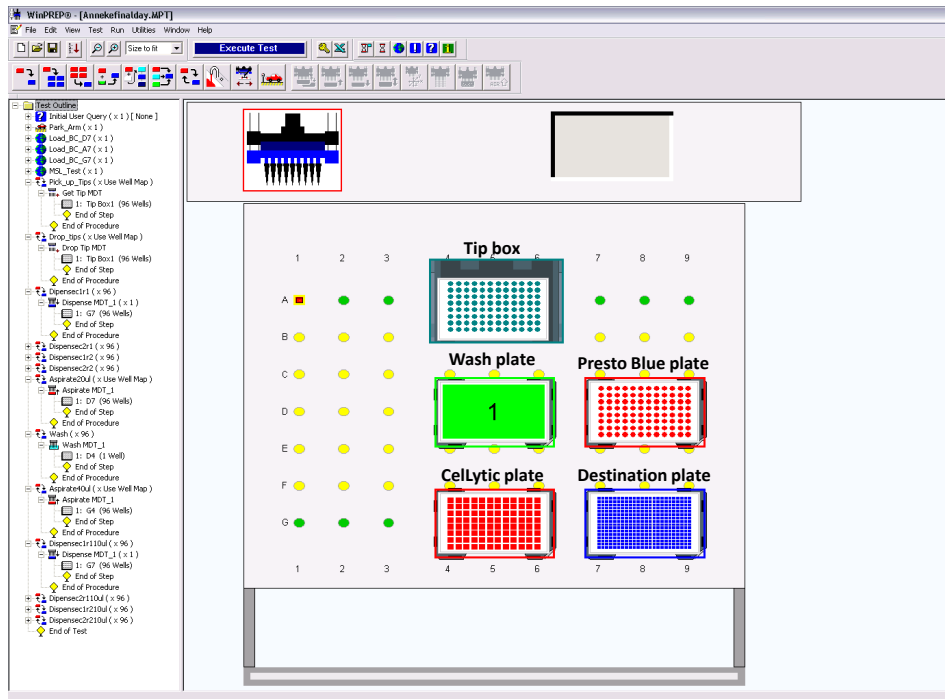 WinPREP® - [Annekefinalday.MPT]
File Edit View Test Run Utilities Window Help
Size to fit
Execute Test
Test Outline
Initial User Query ( x 1 ) [ None ]
Park_Arm ( x 1 )
Load_BC_D7 ( x 1 )
Load_BC_A7 ( x 1 )
Load_BC_G7 ( x 1 )
MSL_Test ( x 1 )
Pick_up_Tips ( x Use Well Map )
Get Tip MDT
1: Tip Box1 (96 Wells)
End of Step
End of Procedure
Drop_tips ( x Use Well Map )
Drop Tip MDT
1: Tip Box1 (96 Wells)
End of Step
End of Procedure
Dipensec1r1 ( x 96 )
Dispense MDT_1 ( x 1 )
1: G7 (96 Wells)
End of Step
End of Procedure
Dispensec2r1 ( x 96 )
Dispensec1r2 ( x 96 )
Dispensec2r2 ( x 96 )
Aspirate20ul ( x Use Well Map )
Aspirate MDT_1
1: D7 (96 Wells)
End of Step
End of Procedure
Wash ( x 96 )
Wash MDT_1
1: D4 (1 Well)
End of Step
End of Procedure
Aspirate40ul ( x Use Well Map )
Aspirate MDT_1
1: G4 (96 Wells)
End of Step
End of Procedure
Dispensec1r110ul ( x 96 )
Dispense MDT_1 ( x 1 )
1: G7 (96 Wells)
End of Step
End of Procedure
Dipensec2r110ul ( x 96 )
Dispensec1r210ul ( x 96 )
Dispensec2r210ul ( x 96 )
End of Test
Tip box
1 2 3 4 5 6 7 8 9
A
B
Wash plate
Presto Blue plate
C
D
1
E
CelLytic plate
Destination plate
F
G
1 2 3 4 5 6 7 8 9